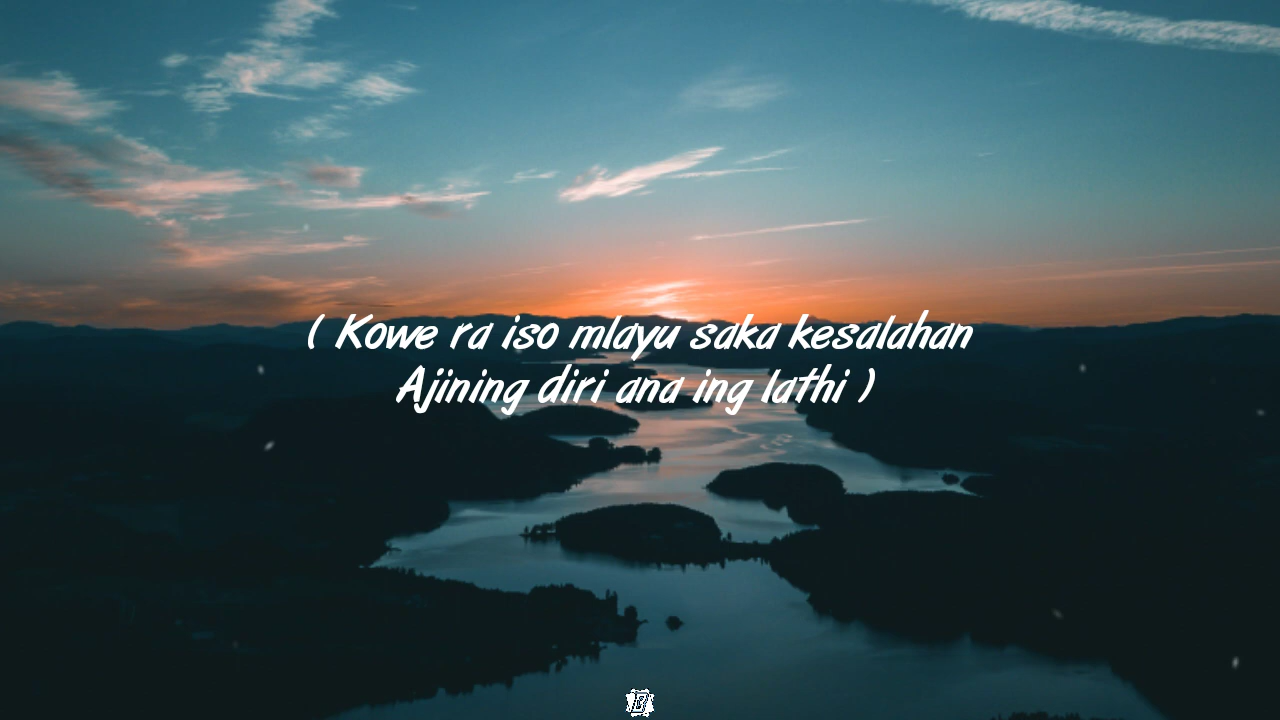 ( Kowe ra iso mlayu saka kesalahan
Ajining diri ana ing lathi )